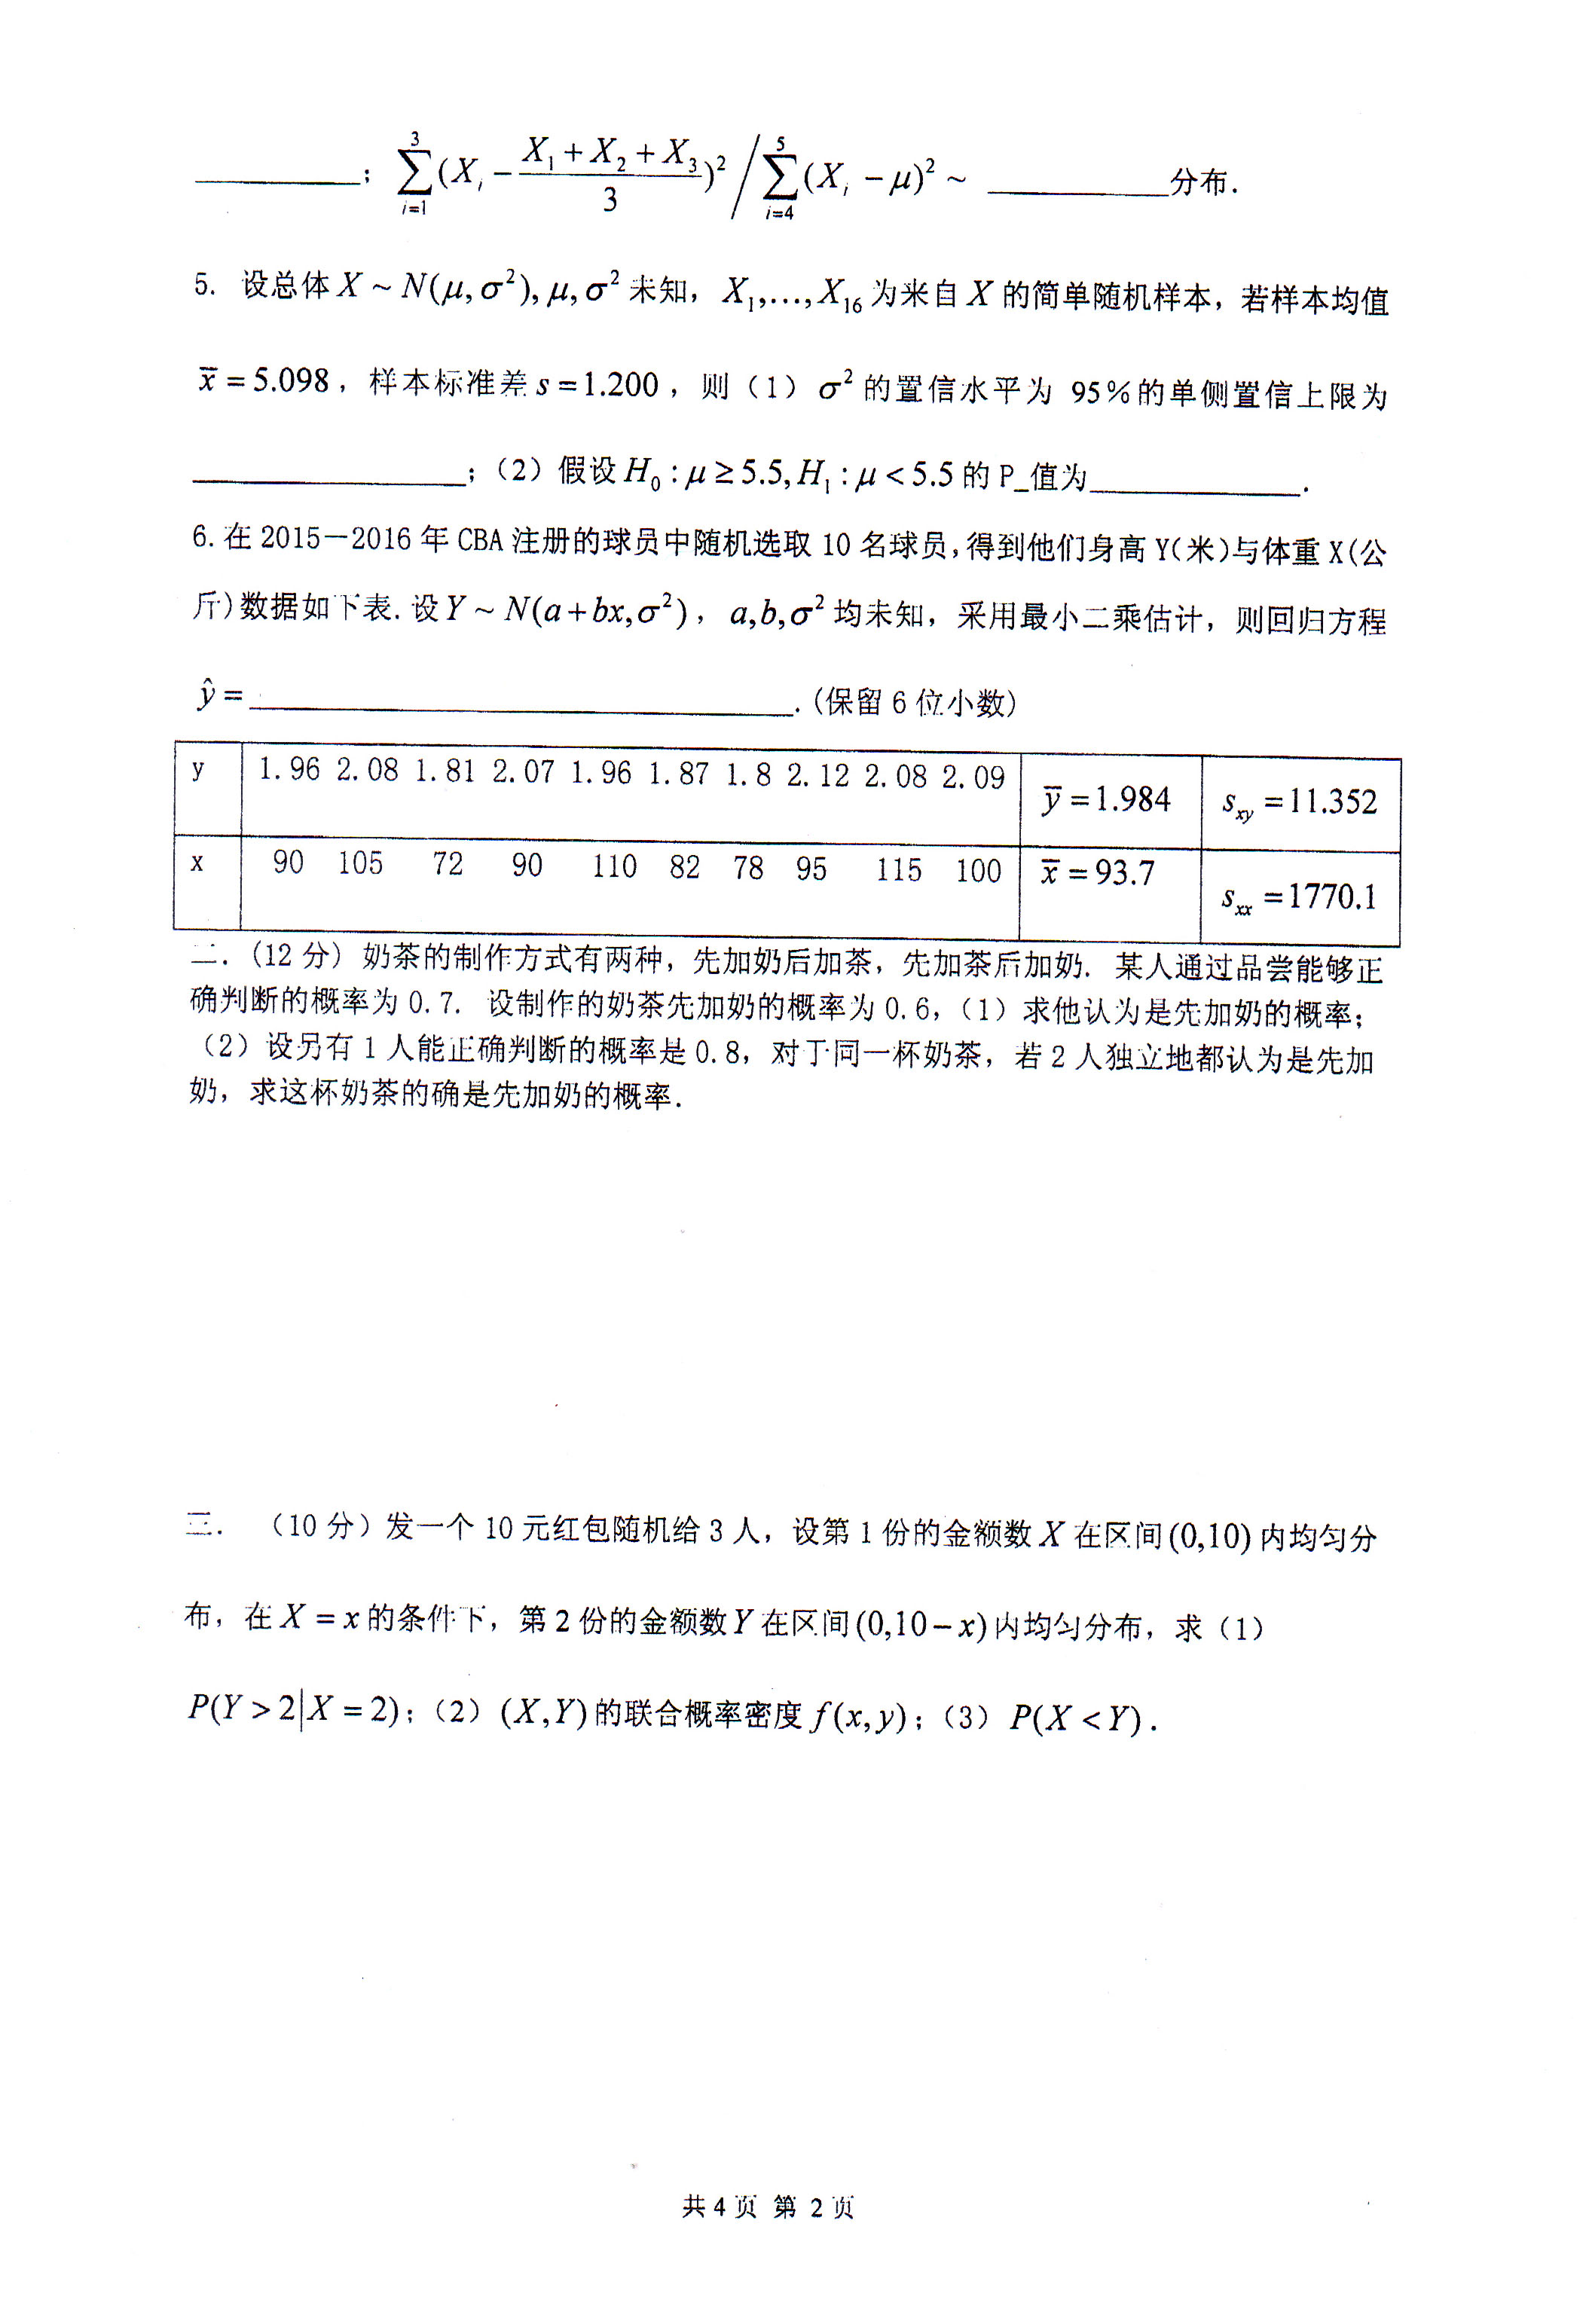 ________; $\sum_{i=1}^{3}(X_i-\frac{X_1+X_2+X_3}{3})^2 \Big/ \sum_{i=4}^{5}(X_i-\mu)^2 \sim$ ________分布.
5. 设总体 $X \sim N(\mu,\sigma^2),\mu,\sigma^2$ 未知, $X_1,\ldots,X_{16}$ 为来自 $X$ 的简单随机样本, 若样本均值
$\overline{x}=5.098$, 样本标准差 $s=1.200$, 则 (1) $\sigma^2$ 的置信水平为 95%的单侧置信上限为
________; (2) 假设 $H_0:\mu\geq 5.5, H_1:\mu<5.5$ 的 P_值为________.
6. 在 2015—2016 年 CBA 注册的球员中随机选取 10 名球员, 得到他们身高 Y(米)与体重 X(公
斤)数据如下表. 设 $Y \sim N(a+bx,\sigma^2)$, $a,b,\sigma^2$ 均未知, 采用最小二乘估计, 则回归方程
$\hat{y}=$________. (保留 6 位小数)
y 1.96 2.08 1.81 2.07 1.96 1.87 1.8 2.12 2.08 2.09 $\overline{y}=1.984$ $s_{xy}=11.352$
x 90 105 72 90 110 82 78 95 115 100 $\overline{x}=93.7$ $s_{xx}=1770.1$
二. (12 分) 奶茶的制作方式有两种, 先加奶后加茶, 先加茶后加奶. 某人通过品尝能够正
确判断的概率为 0.7. 设制作的奶茶先加奶的概率为 0.6, (1) 求他认为是先加奶的概率;
(2) 设另有 1 人能正确判断的概率是 0.8, 对于同一杯奶茶, 若 2 人独立地都认为是先加
奶, 求这杯奶茶的确是先加奶的概率.
三. (10 分) 发一个 10 元红包随机给 3 人, 设第 1 份的金额数 $X$ 在区间 $(0,10)$ 内均匀分
布, 在 $X=x$ 的条件下, 第 2 份的金额数 $Y$ 在区间 $(0,10-x)$ 内均匀分布, 求 (1)
$P(Y>2|X=2)$; (2) $(X,Y)$ 的联合概率密度 $f(x,y)$; (3) $P(X<Y)$.
共 4 页 第 2 页